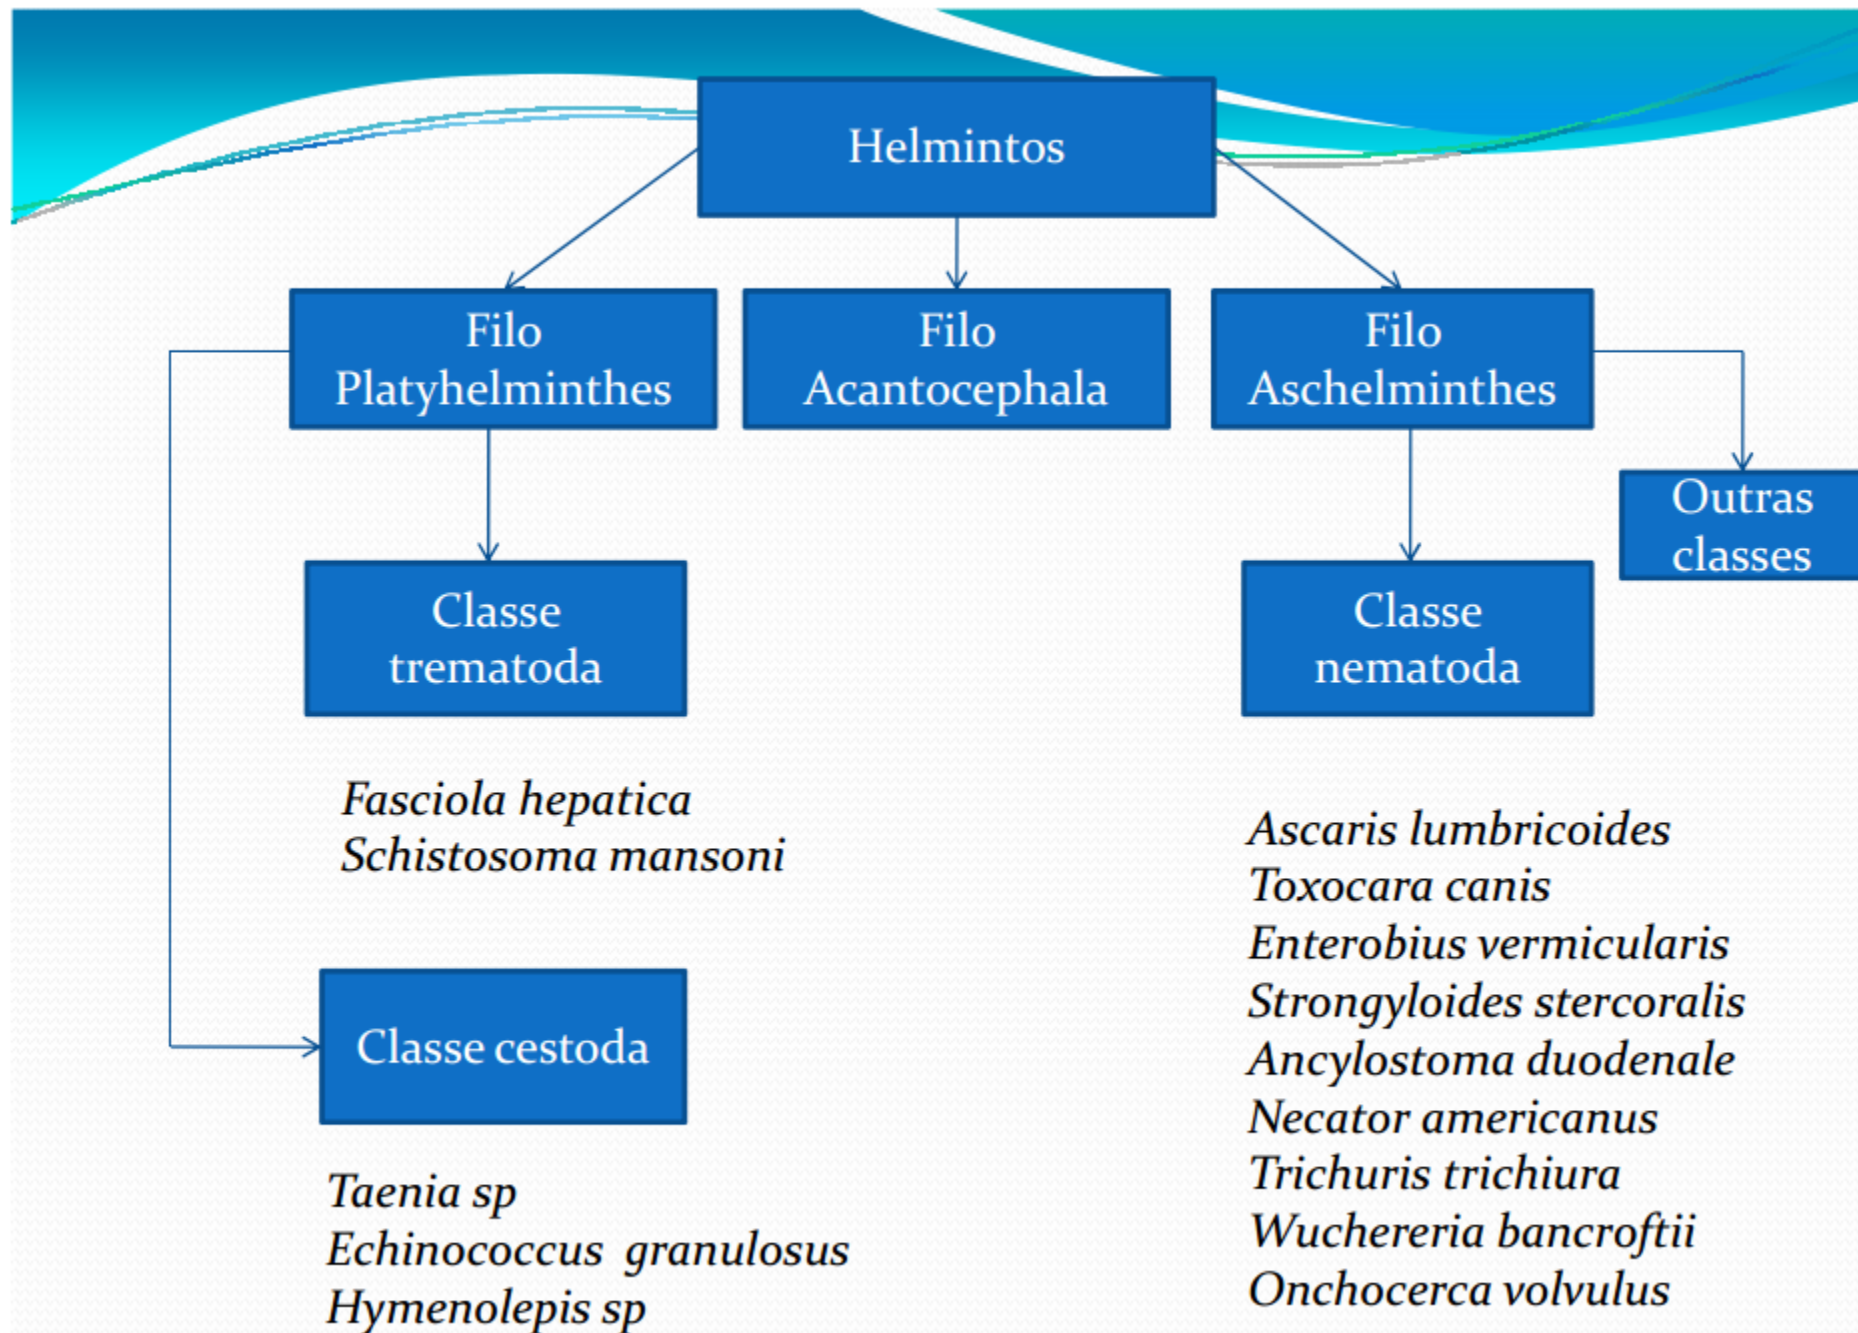 Helmintos
Filo
Platyhelminthes
Filo
Acantocephala
Filo
Aschelminthes
Outras
classes
Classe
trematoda
Classe
nematoda
Fasciola hepatica
Schistosoma mansoni
Classe cestoda
Taenia sp
Echinococcus granulosus
Hymenolepis sp
Ascaris lumbricoides
Toxocara canis
Enterobius vermicularis
Strongyloides stercoralis
Ancylostoma duodenale
Necator americanus
Trichuris trichiura
Wuchereria bancroftii
Onchocerca volvulus